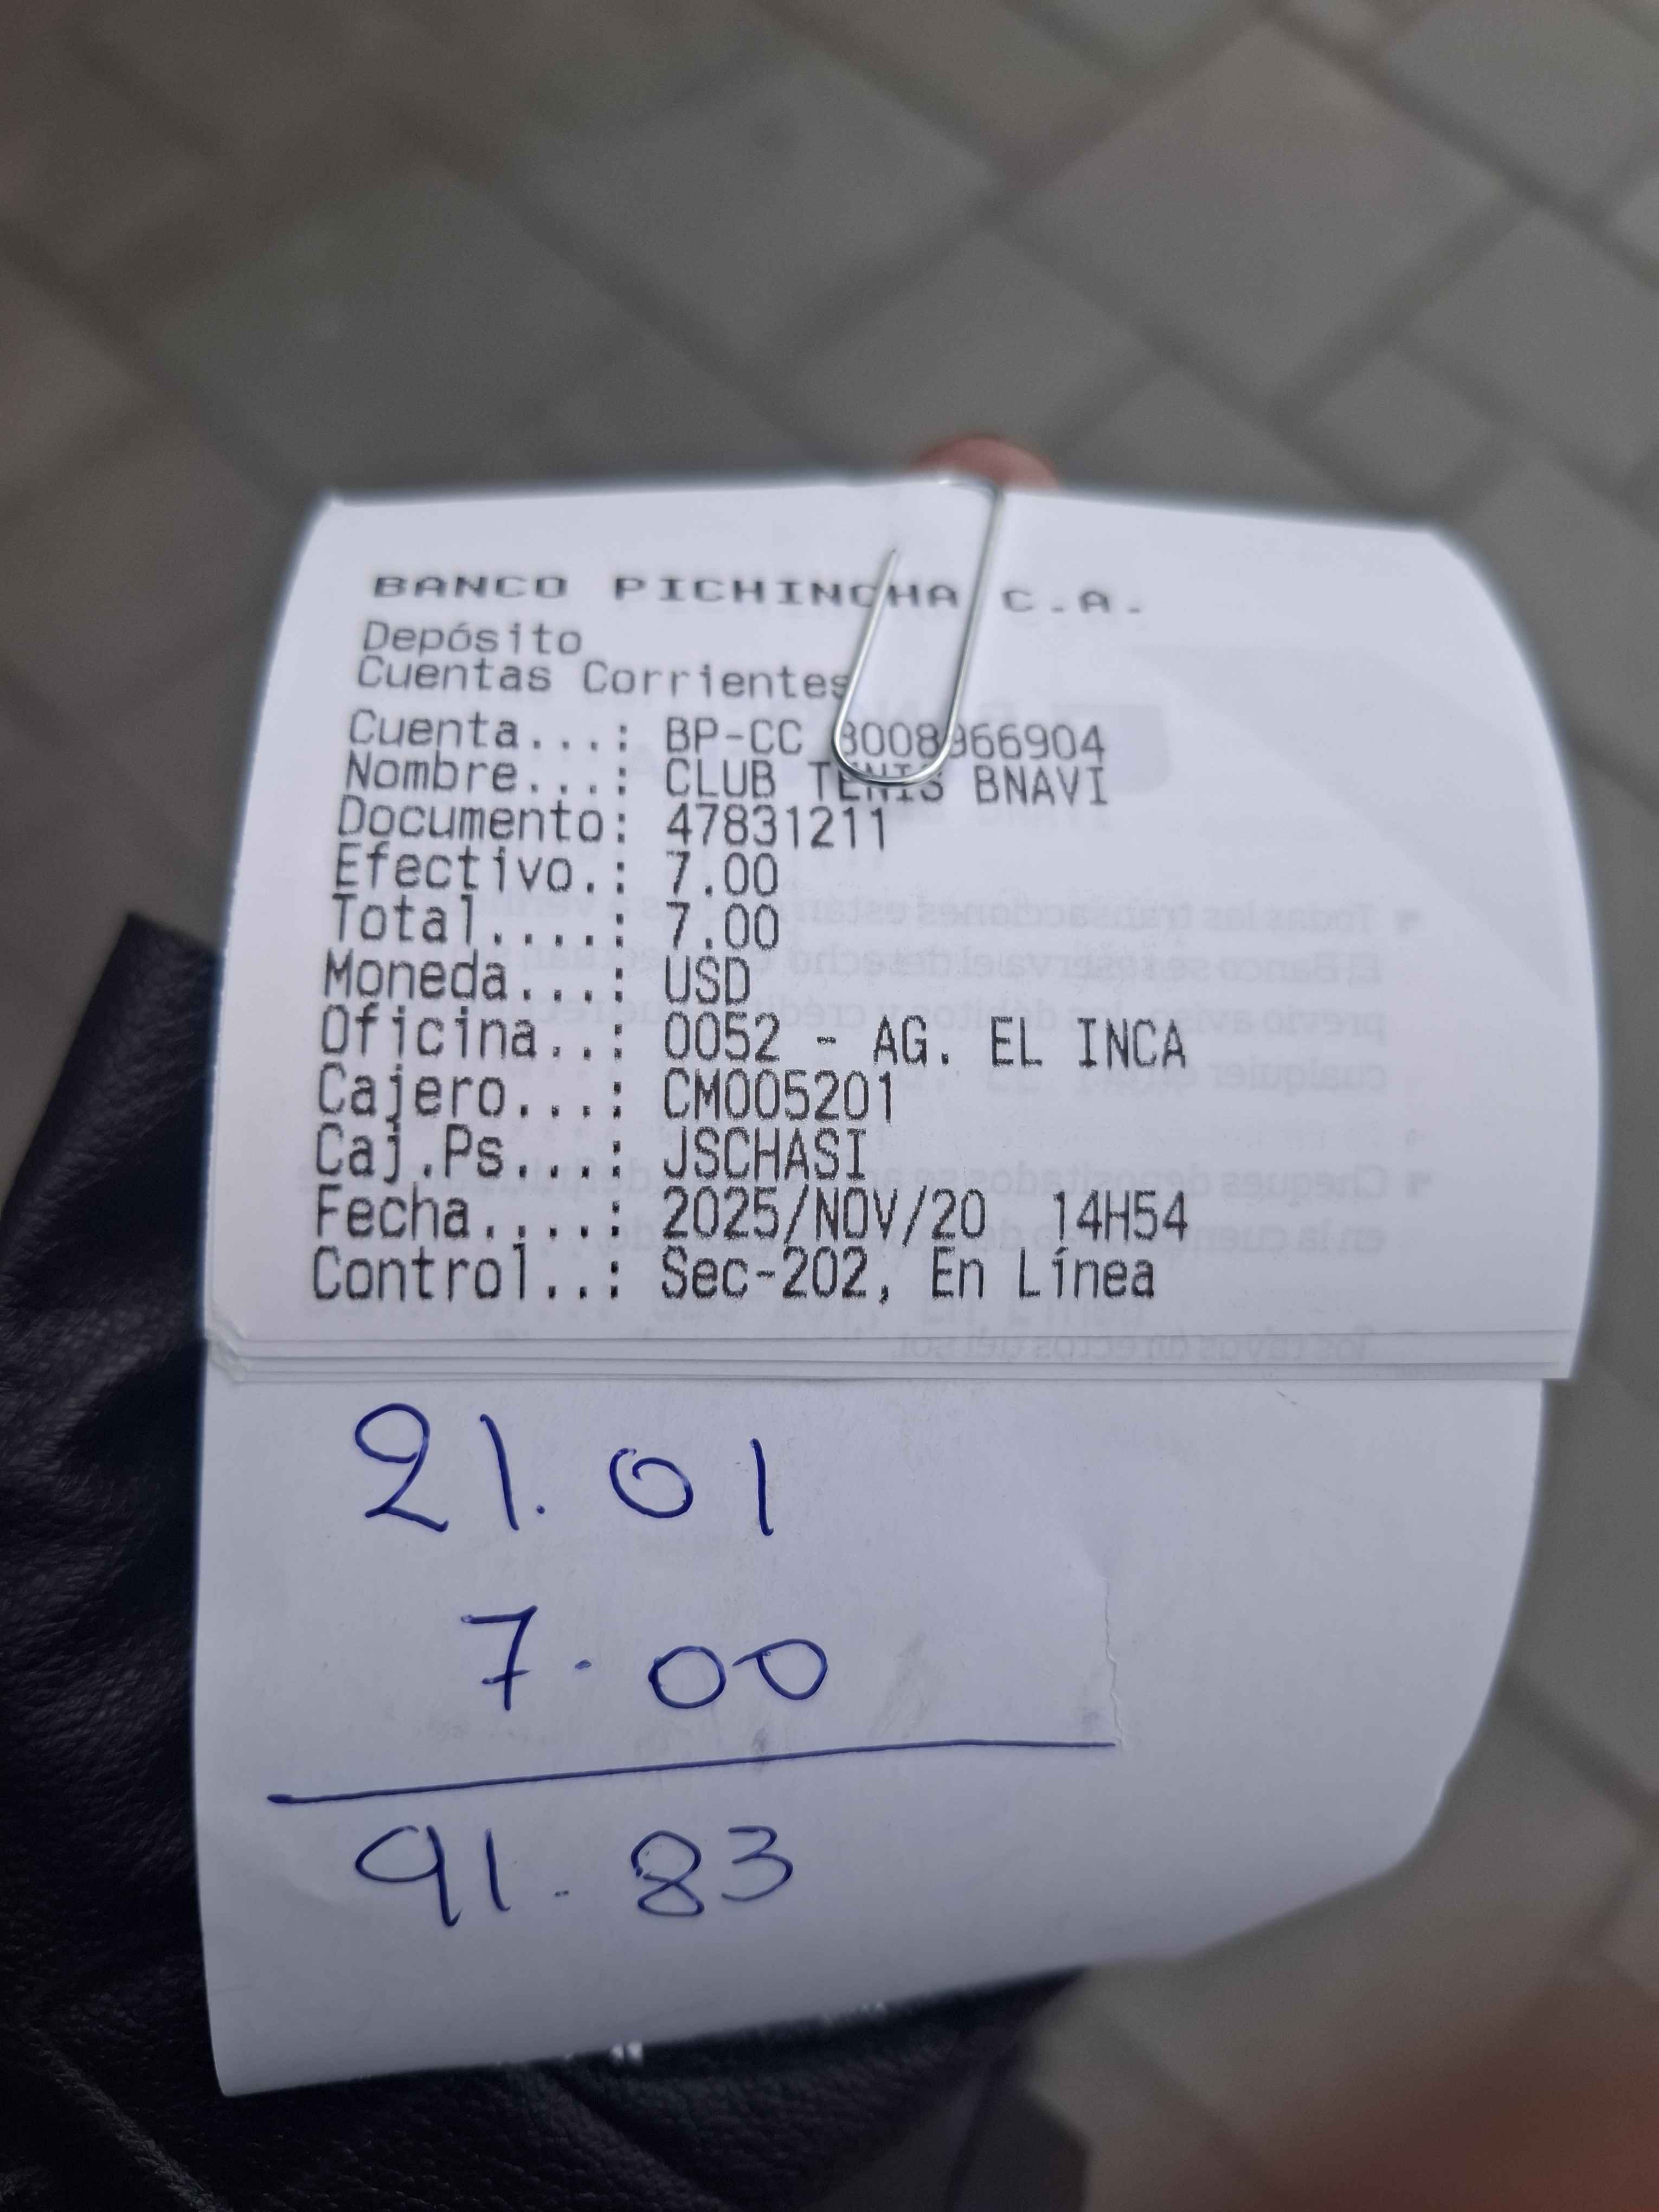 BANCO PICHINCHA C.A.
Depósito
Cuentas Corrientes
Cuenta...: BP-CC 3008966904
Nombre...: CLUB TENIS BNAVI
Documento: 47831211
Efectivo.: 7.00
Total....: 7.00
Moneda...: USD
Oficina..: 0052 - AG. EL INCA
Cajero...: CM005201
Caj.Ps...: JSCHASI
Fecha....: 2025/NOV/20 14H54
Control..: Sec-202, En Línea
21.01
7.00
91.83